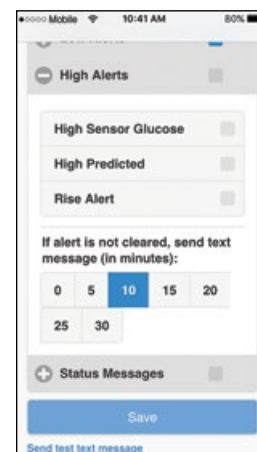 Mobile 10:41 AM 80%
Low Alerts
High Alerts
High Sensor Glucose
High Predicted
Rise Alert
If alert is not cleared, send text
message (in minutes):
0 5 10 15 20
25 30
Status Messages
Save
Send test text message